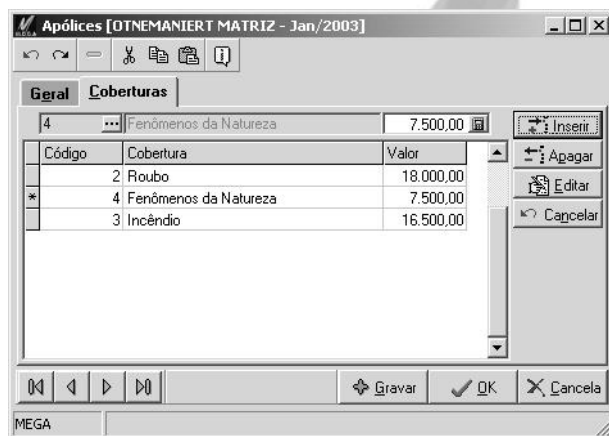 Apólices [OTNEMANIERT MATRIZ - Jan/2003]
Geral Coberturas
4 ... Fenômenos da Natureza 7.500,00 Inserir
Código Cobertura Valor Apagar
2 Roubo 18.000,00
* 4 Fenômenos da Natureza 7.500,00 Editar
3 Incêndio 16.500,00 Cancelar
Gravar OK Cancela
MEGA